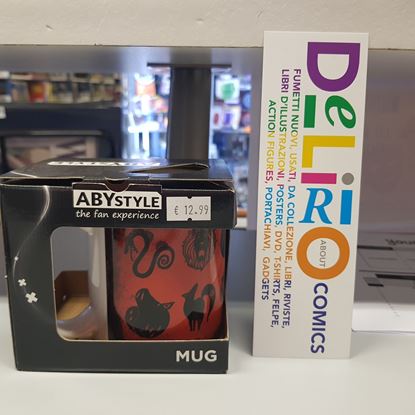 ABYSTYLE
the fan experience
€ 12.99
MUG
DeLiRiO
ABOUT
COMICS
FUMETTI NUOVI, USATI, DA COLLEZIONE, LIBRI, RIVISTE,
LIBRI D'ILLUSTRAZIONI, POSTERS, DVD, T-SHIRTS, FELPE,
ACTION FIGURES, PORTACHIAVI, GADGETS